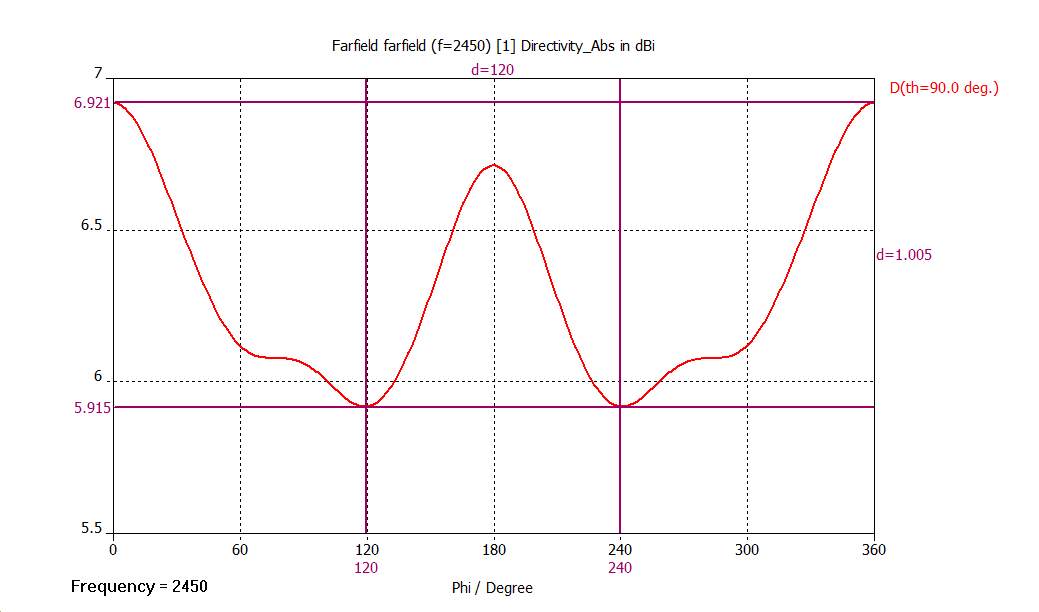 Farfield farfield (f=2450) [1] Directivity_Abs in dBi
d=120
7
6.921
D(th=90.0 deg.)
6.5
d=1.005
6
5.915
5.5
0 60 120 180 240 300 360
120 240
Phi / Degree
Frequency = 2450